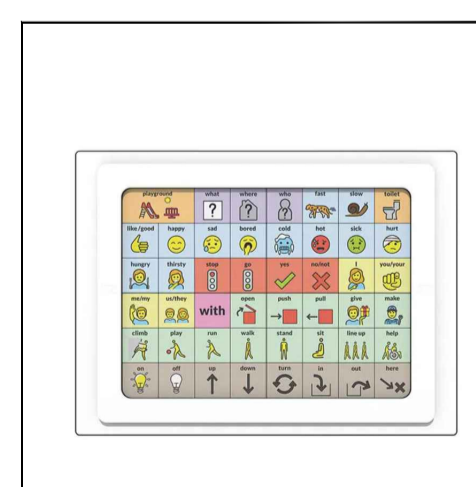 playground what where who fast slow toilet
?
like/good happy sad bored cold hot sick hurt
hungry thirsty stop go yes no/not I you/your
me/my us/they with open push pull give make
climb play run walk stand sit line up help
on off up down turn in out here